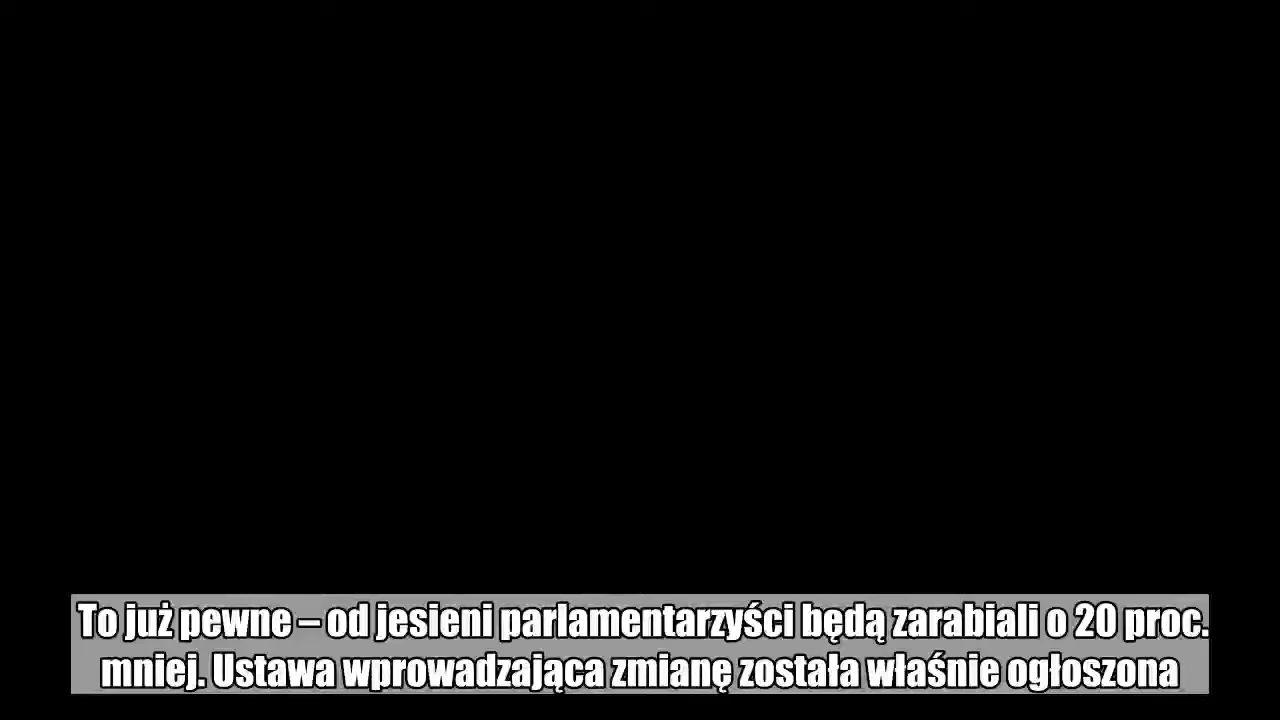 To już pewne – od jesieni parlamentarzyści będą zarabiali o 20 proc.
mniej. Ustawa wprowadzająca zmianę została właśnie ogłoszona